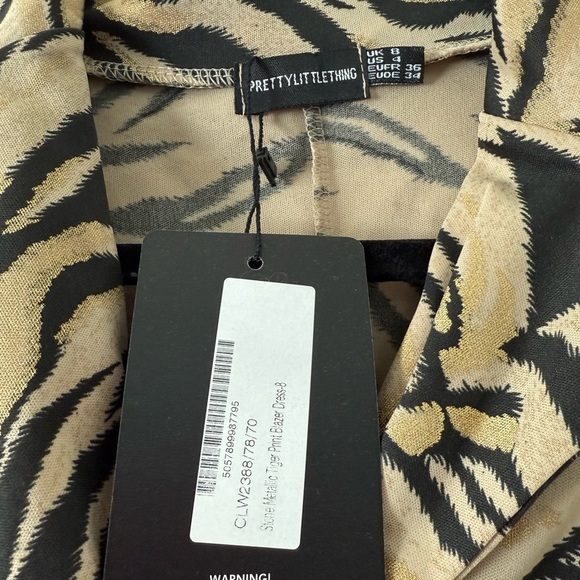 PRETTYLITTLETHING
UK 8
US 4
EUFR 36
EUDE 34
5057899987795
CLW2388/78/70
Stone Metallic Tiger Print Blazer Dress-8
WARNING!